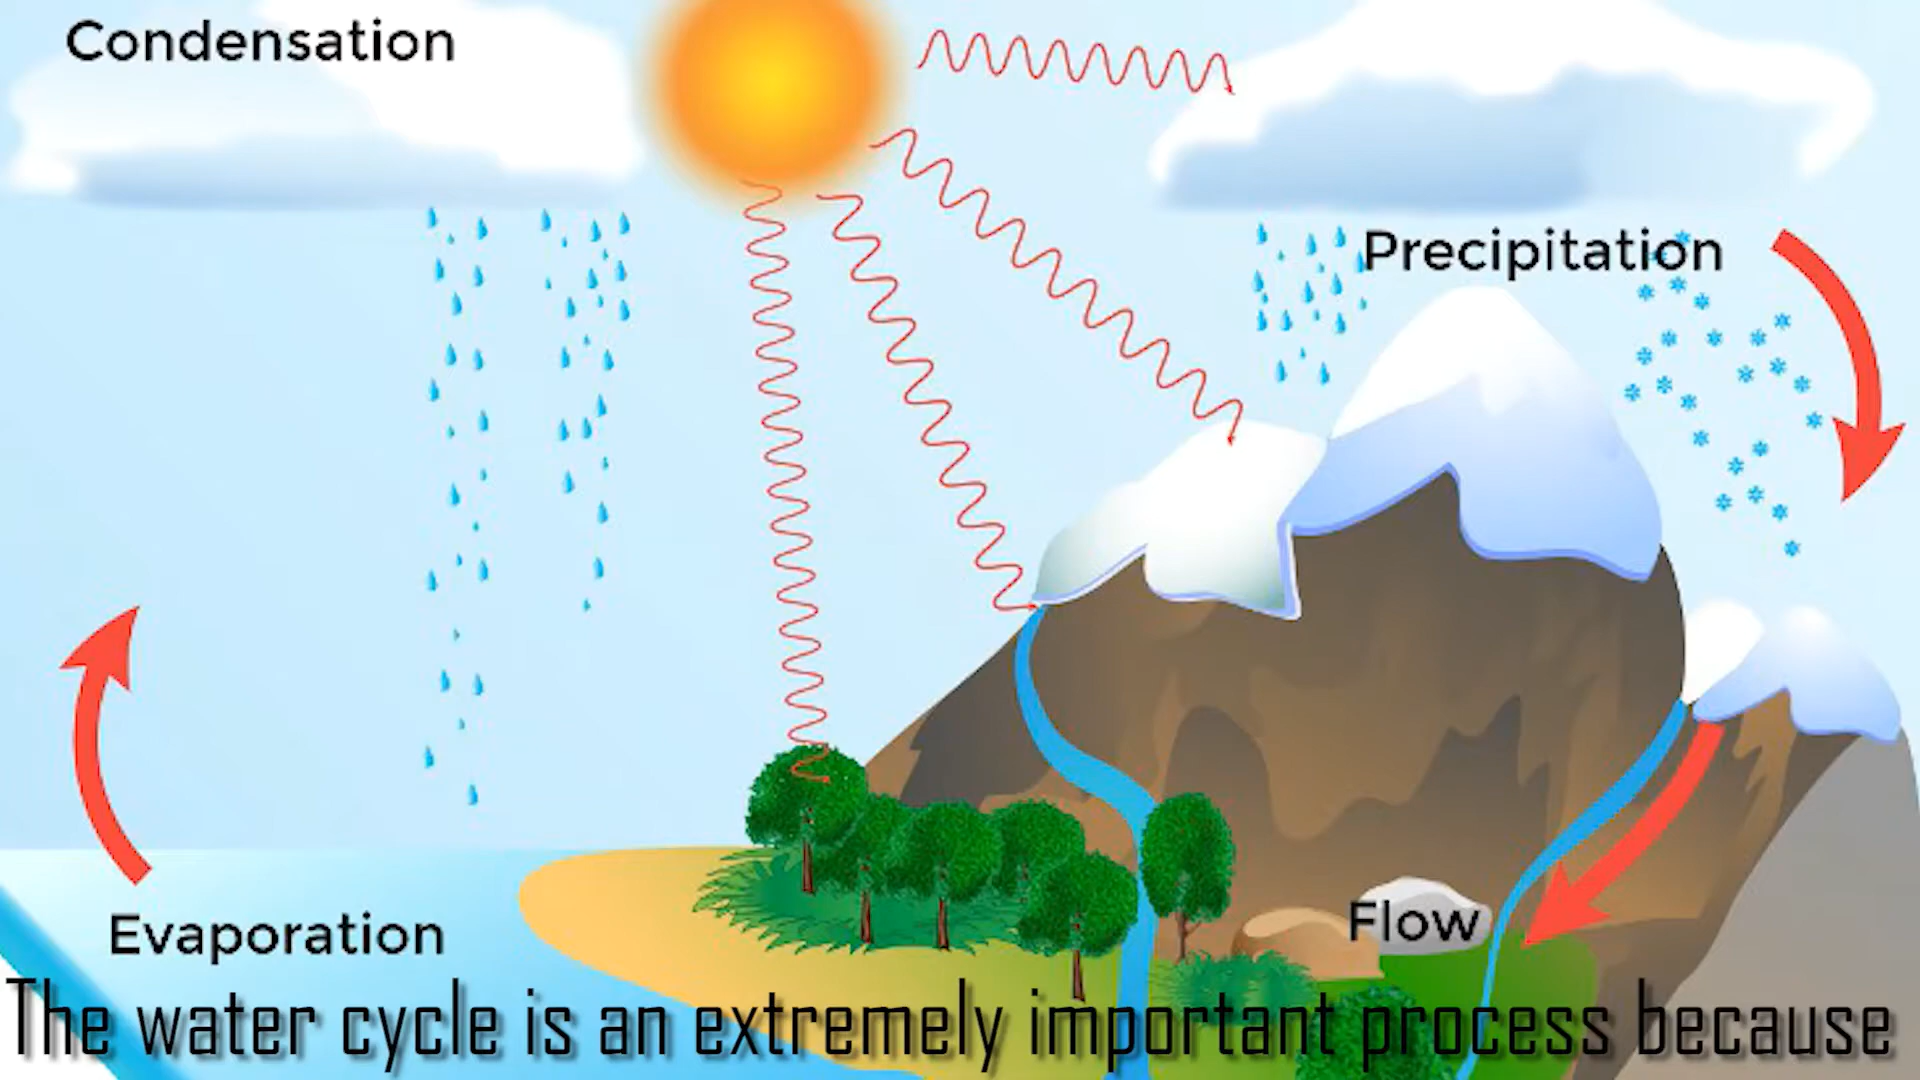 Condensation
Precipitation
Evaporation
Flow
The water cycle is an extremely important process because